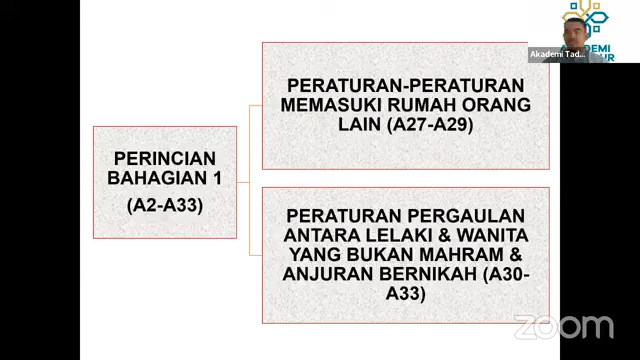 AKADEMI
Akademi Tad...
PERATURAN-PERATURAN
MEMASUKI RUMAH ORANG
LAIN (A27-A29)
PERINCIAN
BAHAGIAN 1
(A2-A33)
PERATURAN PERGAULAN
ANTARA LELAKI & WANITA
YANG BUKAN MAHRAM &
ANJURAN BERNIKAH (A30-
A33)
zoom